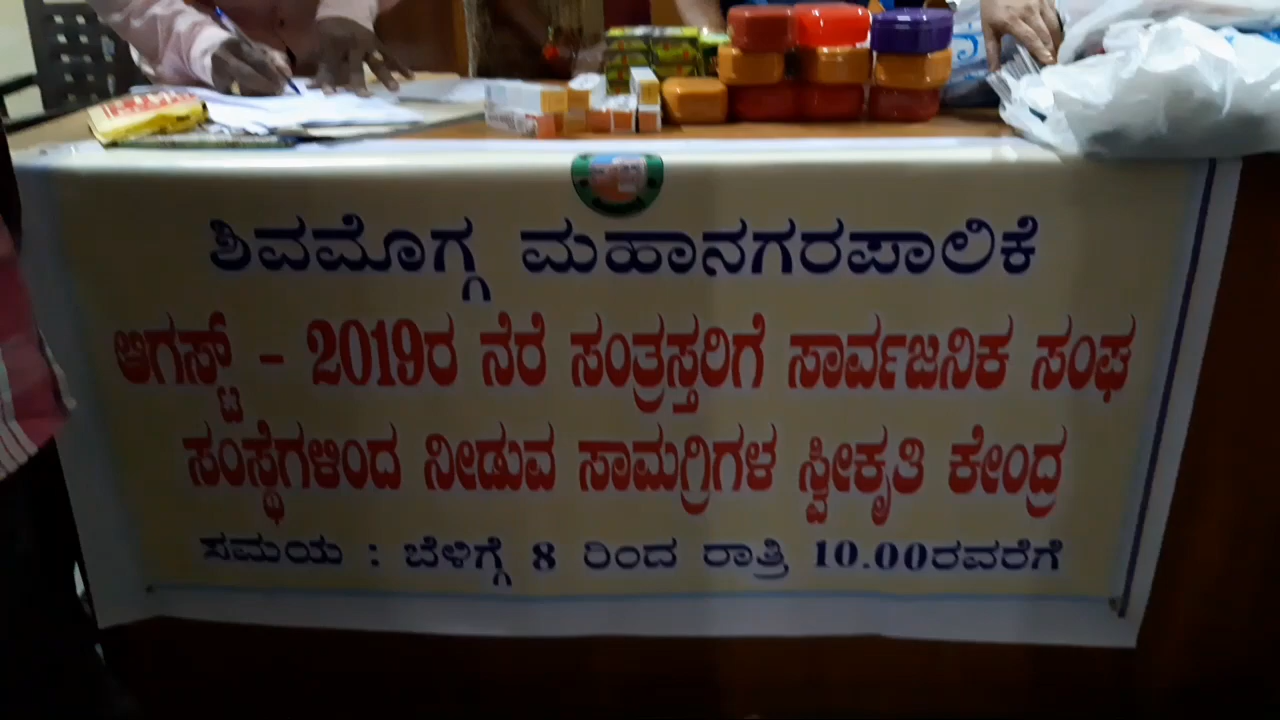 ಶಿವಮೊಗ್ಗ ಮಹಾನಗರಪಾಲಿಕೆ
ಆಗಸ್ಟ್ - 2019ರ ನೆರೆ ಸಂತ್ರಸ್ತರಿಗೆ ಸಾರ್ವಜನಿಕ ಸಂಘ
ಸಂಸ್ಥೆಗಳಿಂದ ನೀಡುವ ಸಾಮಗ್ರಿಗಳ ಸ್ವೀಕೃತಿ ಕೇಂದ್ರ
ಸಮಯ : ಬೆಳಿಗ್ಗೆ 8 ರಿಂದ ರಾತ್ರಿ 10.00ರವರೆಗೆ